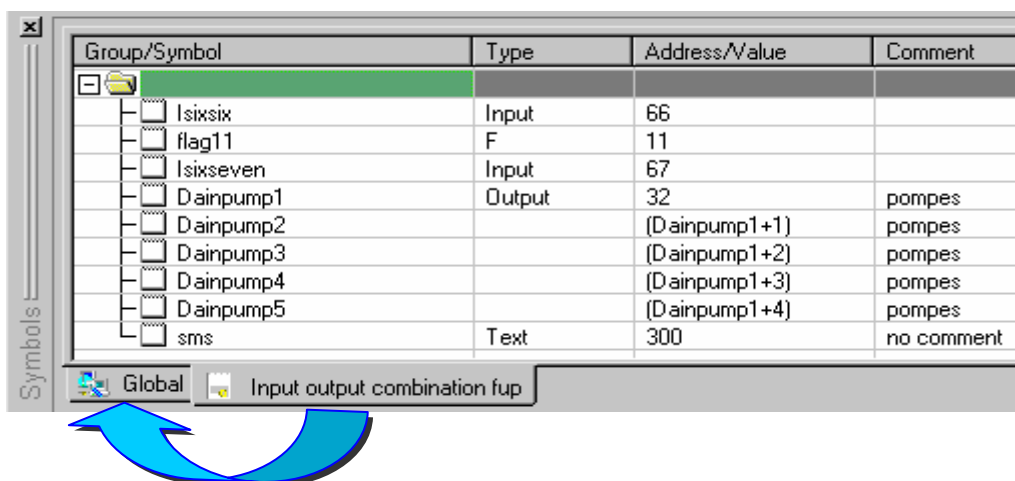 Group/Symbol Type Address/Value Comment
Isixsix Input 66
flag11 F 11
Isixseven Input 67
Dainpump1 Output 32 pompes
Dainpump2 (Dainpump1+1) pompes
Dainpump3 (Dainpump1+2) pompes
Dainpump4 (Dainpump1+3) pompes
Dainpump5 (Dainpump1+4) pompes
sms Text 300 no comment
Symbols
Global Input output combination fup